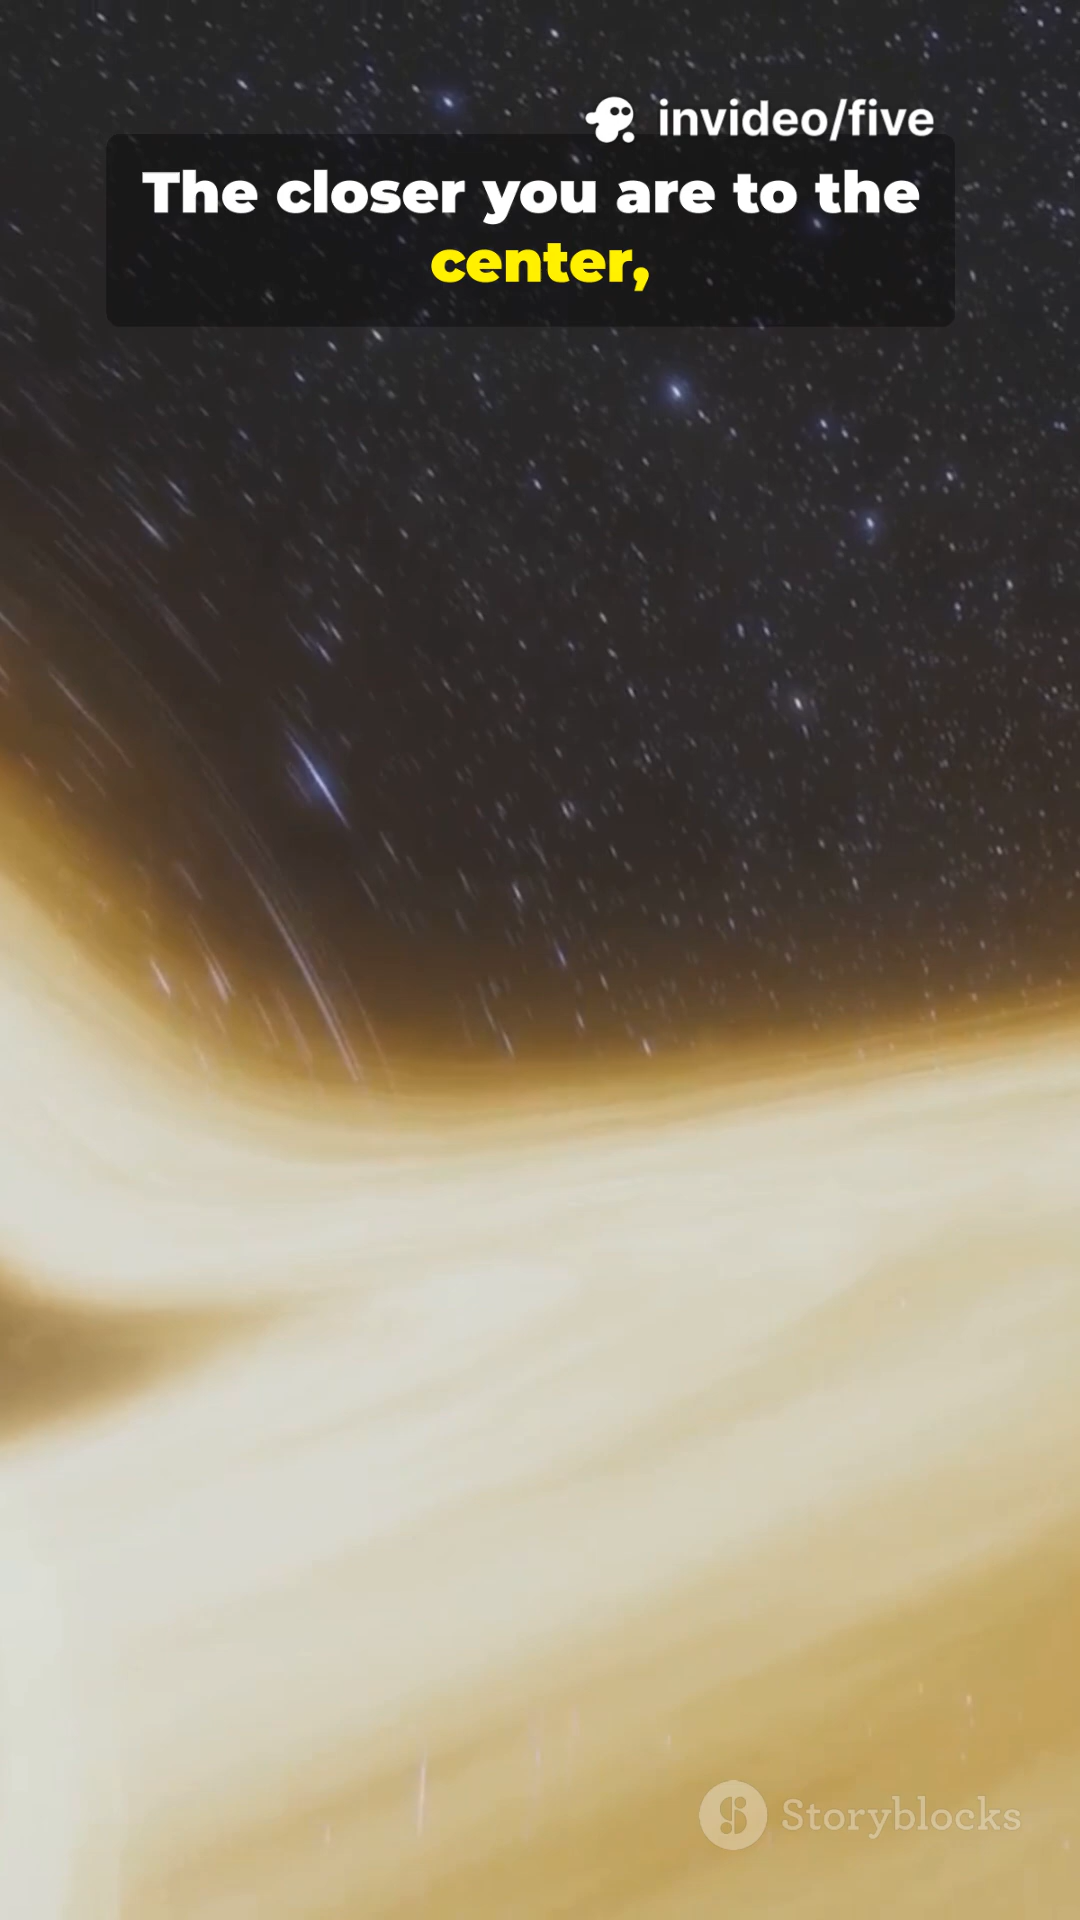 invideo/five
The closer you are to the
center,
Storyblocks